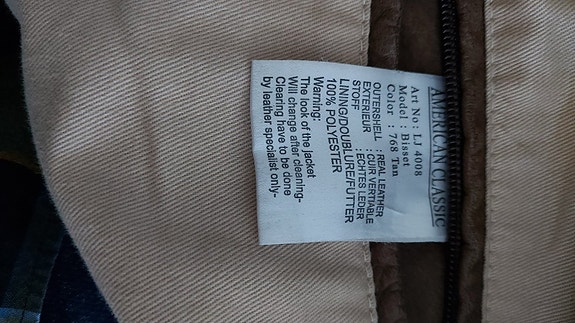 AMERICAN CLASSIC
Art No : LJ 4008
Model : Bisset
Color : 768 Tan
OUTERSHELL : REAL LEATHER
EXTERIEUR : CUIR VERTIABLE
STOFF : ECHTES LEDER
LINING/DOUBLURE/FUTTER
100% POLYESTER
Warning:
The look of the jacket
Will change after cleaning-
Clearing have to be done
by leather specialist only-